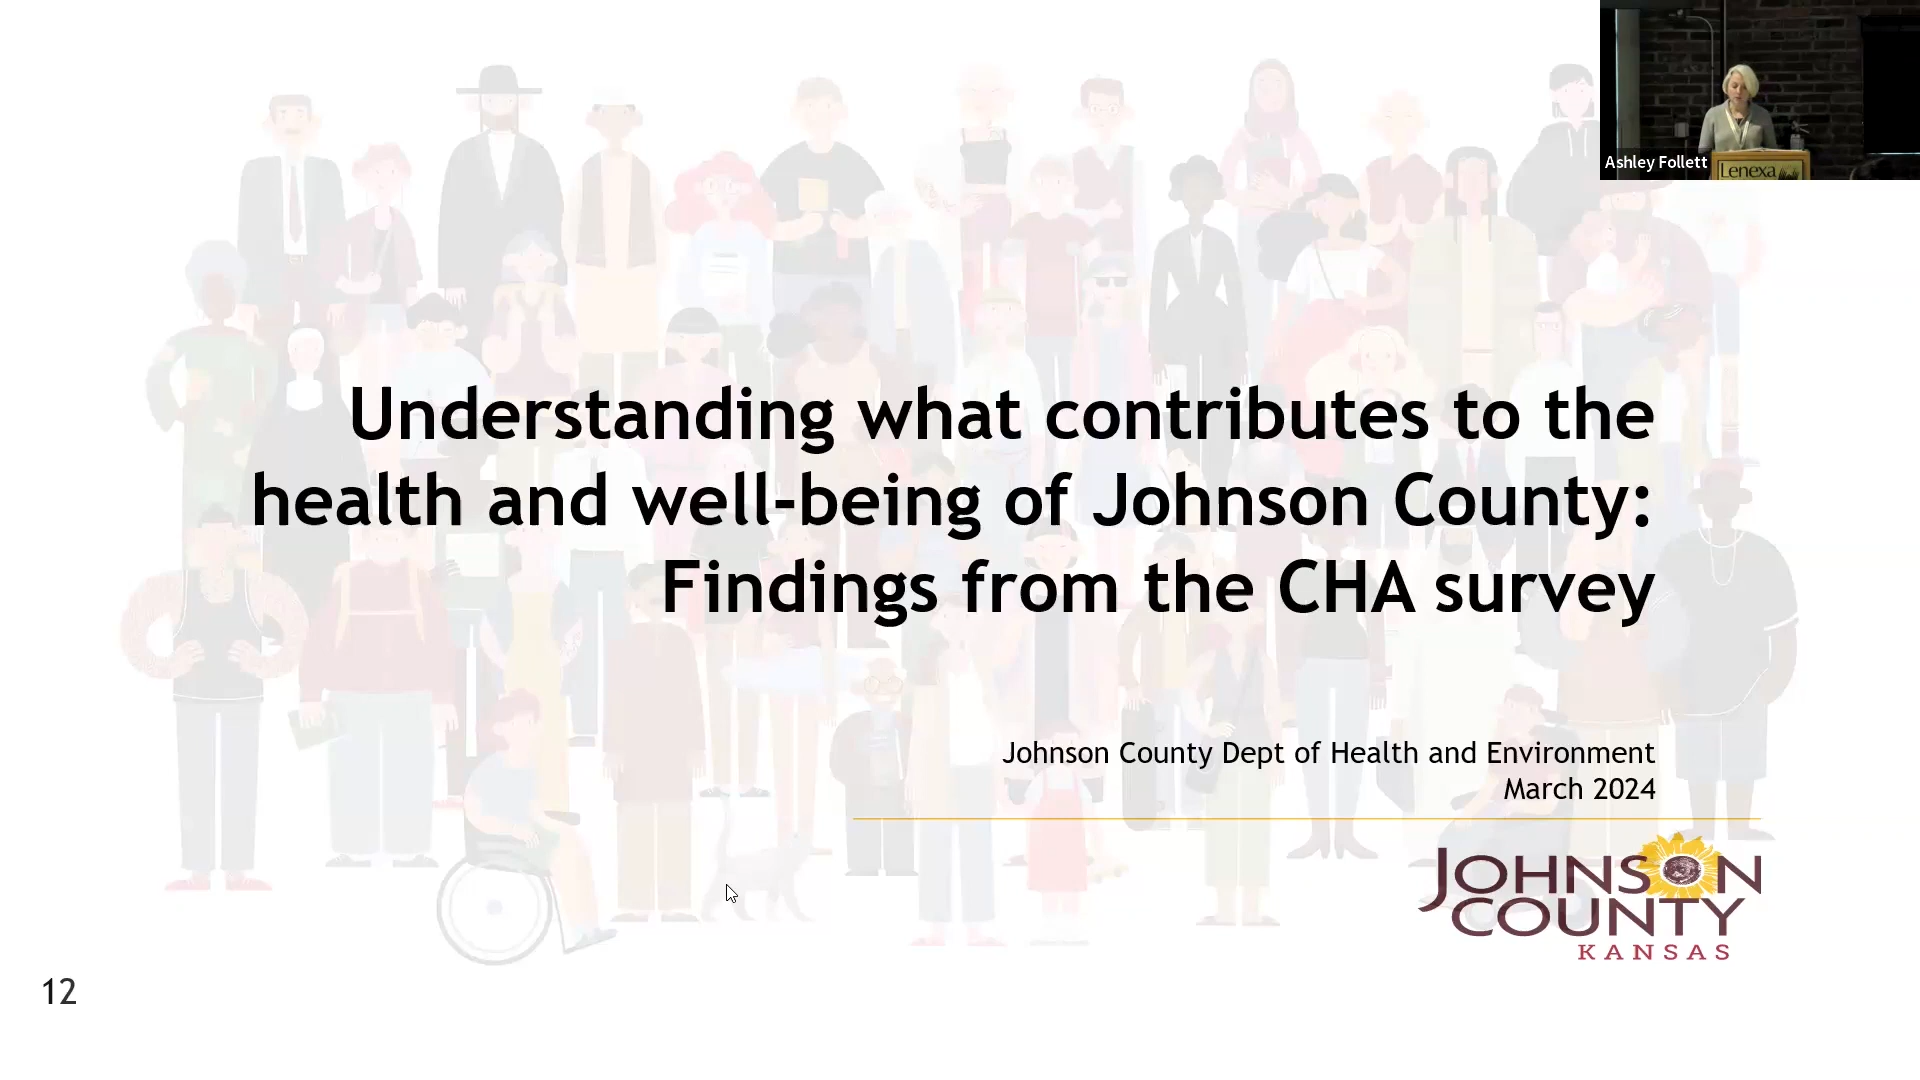 Ashley Follett
Lenexa
Understanding what contributes to the
health and well-being of Johnson County:
Findings from the CHA survey
Johnson County Dept of Health and Environment
March 2024
JOHNSON
COUNTY
KANSAS
12